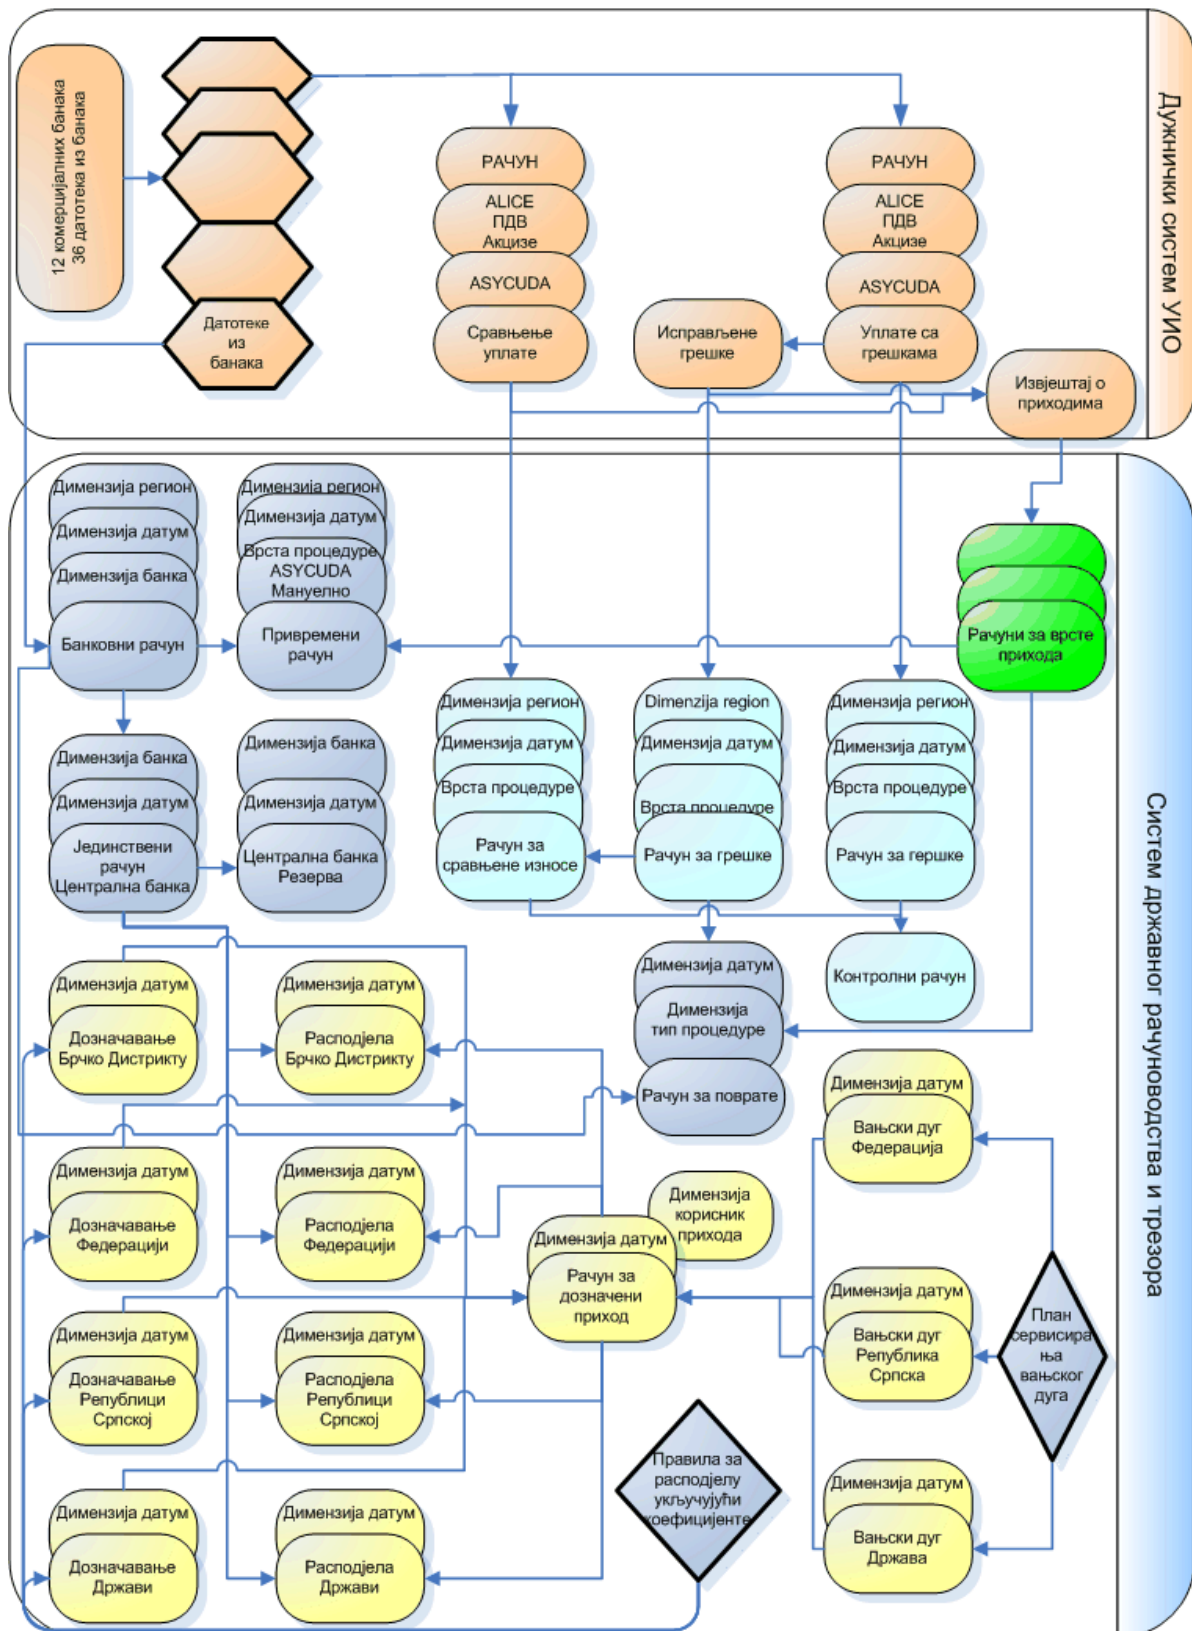 12 комерцијалних банака
36 датотека из банака
Датотеке
из
банака
РАЧУН
ALICE
ПДВ
Акцизе
ASYCUDA
Сравњење
уплате
Исправљене
грешке
РАЧУН
ALICE
ПДВ
Акцизе
ASYCUDA
Уплате са
грешкама
Извјештај о
приходима
Дужнички систем УИО
Димензија регион
Димензија датум
Димензија банка
Банковни рачун
Димензија регион
Димензија датум
Врста процедуре
ASYCUDA
Мануелно
Привремени
рачун
Рачуни за врсте
прихода
Димензија банка
Димензија датум
Јединствени
рачун
Централна банка
Димензија банка
Димензија датум
Централна банка
Резерва
Димензија регион
Димензија датум
Врста процедуре
Рачун за
сравњене износе
Dimenzija region
Димензија датум
Врста процедуре
Рачун за грешке
Димензија регион
Димензија датум
Врста процедуре
Рачун за гершке
Контролни рачун
Димензија датум
Димензија
тип процедуре
Рачун за поврате
Димензија датум
Дозначавање
Брчко Дистрикту
Димензија датум
Расподјела
Брчко Дистрикту
Димензија датум
Дозначавање
Федерацији
Димензија датум
Расподјела
Федерацији
Димензија датум
Дозначавање
Републици
Српској
Димензија датум
Расподјела
Републици
Српској
Димензија датум
Дозначавање
Држави
Димензија датум
Расподјела
Држави
Димензија
корисник
прихода
Димензија датум
Рачун за
дозначени
приход
Димензија датум
Вањски дуг
Федерација
Димензија датум
Вањски дуг
Република
Српска
Димензија датум
Вањски дуг
Држава
План
сервисира
ња
вањског
дуга
Правила за
расподјелу
укључујући
коефицијенте
Систем државног рачуноводства и трезора